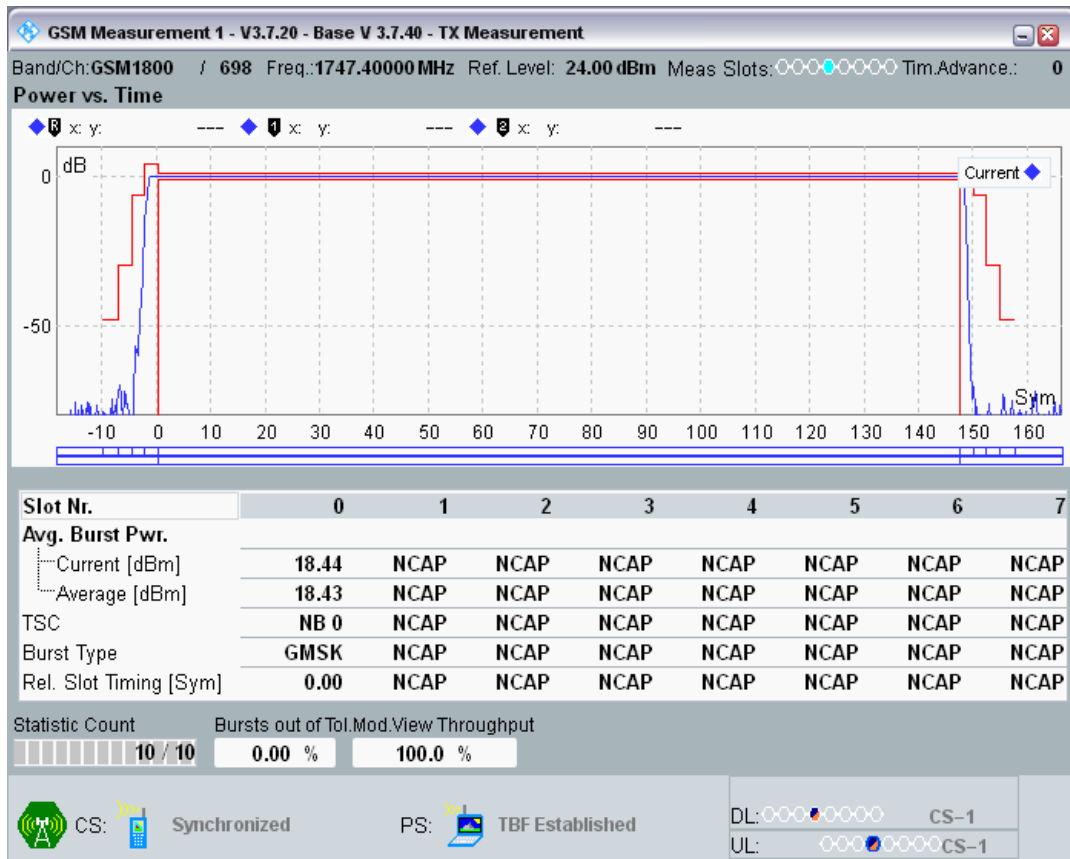 GSM Measurement 1 - V3.7.20 - Base V 3.7.40 - TX Measurement
Band/Ch:GSM1800 / 698 Freq.:1747.40000 MHz Ref. Level: 24.00 dBm Meas Slots: Tim.Advance.: 0
Power vs. Time
R x: y: --- 1 x: y: --- 2 x: y: ---
dB
Current
0
-50
Sym
-10 0 10 20 30 40 50 60 70 80 90 100 110 120 130 140 150 160
Slot Nr. 0 1 2 3 4 5 6 7
Avg. Burst Pwr.
Current [dBm] 18.44 NCAP NCAP NCAP NCAP NCAP NCAP NCAP
Average [dBm] 18.43 NCAP NCAP NCAP NCAP NCAP NCAP NCAP
TSC NB 0 NCAP NCAP NCAP NCAP NCAP NCAP NCAP
Burst Type GMSK NCAP NCAP NCAP NCAP NCAP NCAP NCAP
Rel. Slot Timing [Sym] 0.00 NCAP NCAP NCAP NCAP NCAP NCAP NCAP
Statistic Count Bursts out of Tol.Mod.View Throughput
10 / 10 0.00 % 100.0 %
CS: Synchronized PS: TBF Established
DL: CS-1
UL: CS-1